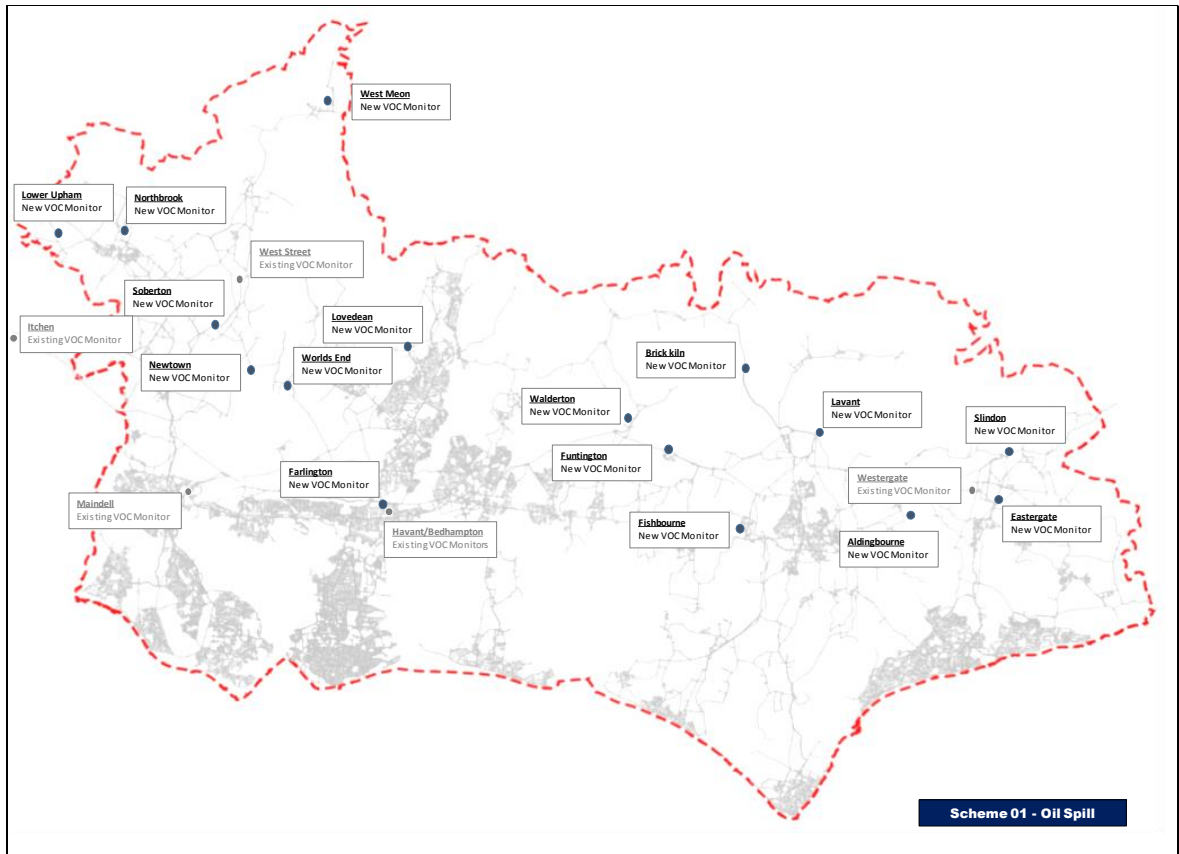 West Meon
New VOC Monitor
Lower Upham
New VOC Monitor
Northbrook
New VOC Monitor
West Street
Existing VOC Monitor
Soberton
New VOC Monitor
Itchen
Existing VOC Monitor
Lovedean
New VOC Monitor
Newtown
New VOC Monitor
Worlds End
New VOC Monitor
Brick kiln
New VOC Monitor
Walderton
New VOC Monitor
Lavant
New VOC Monitor
Slindon
New VOC Monitor
Funtington
New VOC Monitor
Farlington
New VOC Monitor
Westergate
Existing VOC Monitor
Maindell
Existing VOC Monitor
Havant/Bedhampton
Existing VOC Monitors
Fishbourne
New VOC Monitor
Aldingbourne
New VOC Monitor
Eastergate
New VOC Monitor
Scheme 01 - Oil Spill